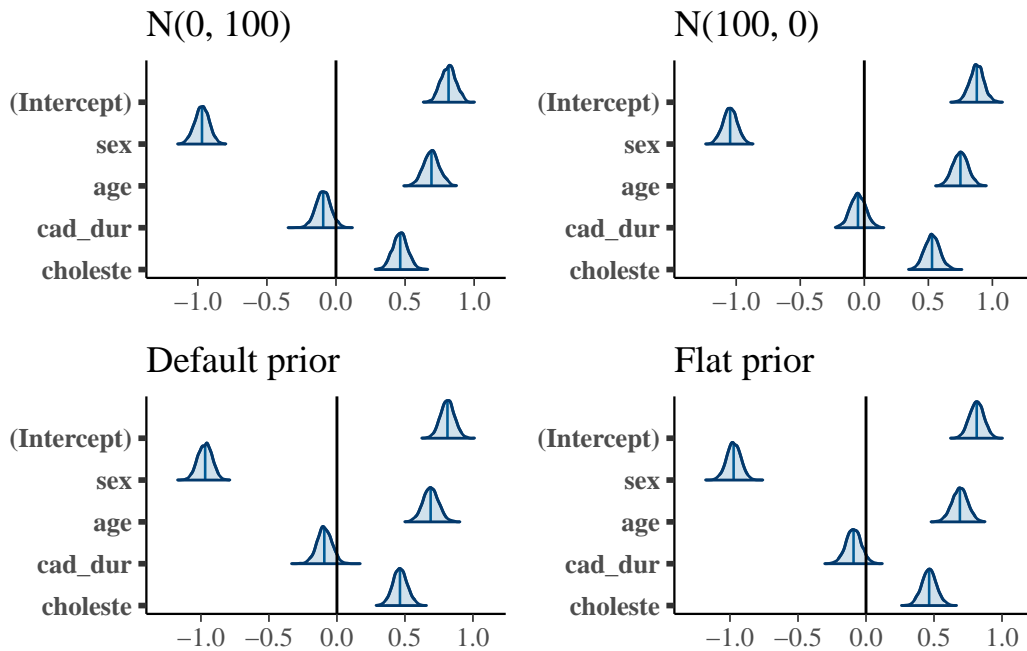 N(0, 100)
(Intercept)
sex
age
cad_dur
choleste
−1.0 −0.5 0.0 0.5 1.0
N(100, 0)
(Intercept)
sex
age
cad_dur
choleste
−1.0 −0.5 0.0 0.5 1.0
Default prior
(Intercept)
sex
age
cad_dur
choleste
−1.0 −0.5 0.0 0.5 1.0
Flat prior
(Intercept)
sex
age
cad_dur
choleste
−1.0 −0.5 0.0 0.5 1.0